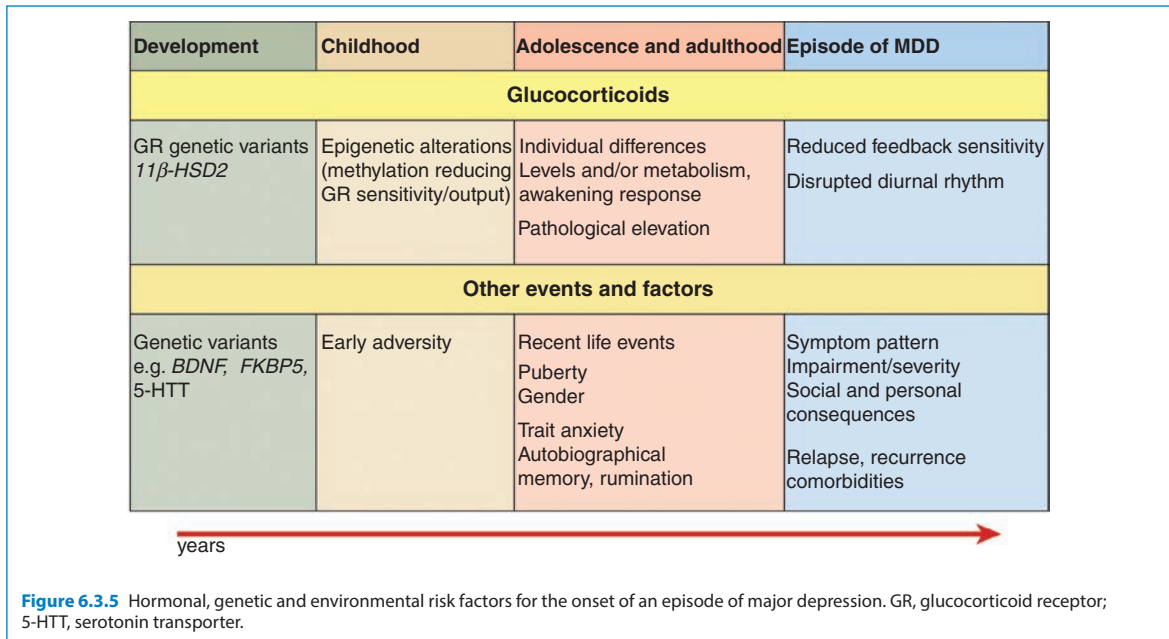 Development
Childhood
Adolescence and adulthood
Episode of MDD
Glucocorticoids
GR genetic variants
11β-HSD2
Epigenetic alterations
(methylation reducing
GR sensitivity/output)
Individual differences
Levels and/or metabolism,
awakening response
Pathological elevation
Reduced feedback sensitivity
Disrupted diurnal rhythm
Other events and factors
Genetic variants
e.g. BDNF, FKBP5,
5-HTT
Early adversity
Recent life events
Puberty
Gender
Trait anxiety
Autobiographical
memory, rumination
Symptom pattern
Impairment/severity
Social and personal
consequences
Relapse, recurrence
comorbidities
years
Figure 6.3.5 Hormonal, genetic and environmental risk factors for the onset of an episode of major depression. GR, glucocorticoid receptor;
5-HTT, serotonin transporter.